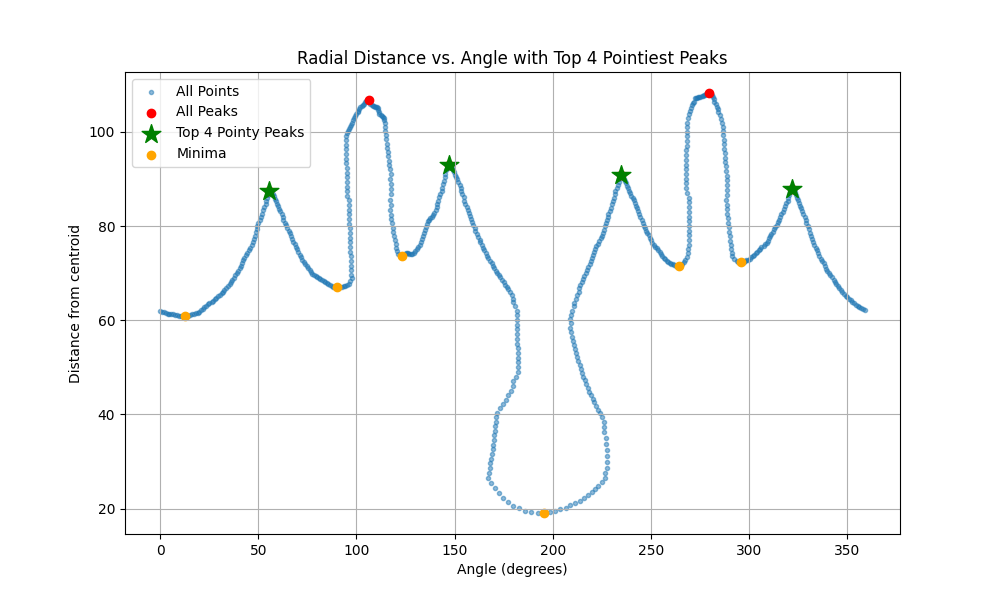 Radial Distance vs. Angle with Top 4 Pointiest Peaks
All Points
All Peaks
Top 4 Pointy Peaks
Minima
Distance from centroid
100
80
60
40
20
0 50 100 150 200 250 300 350
Angle (degrees)